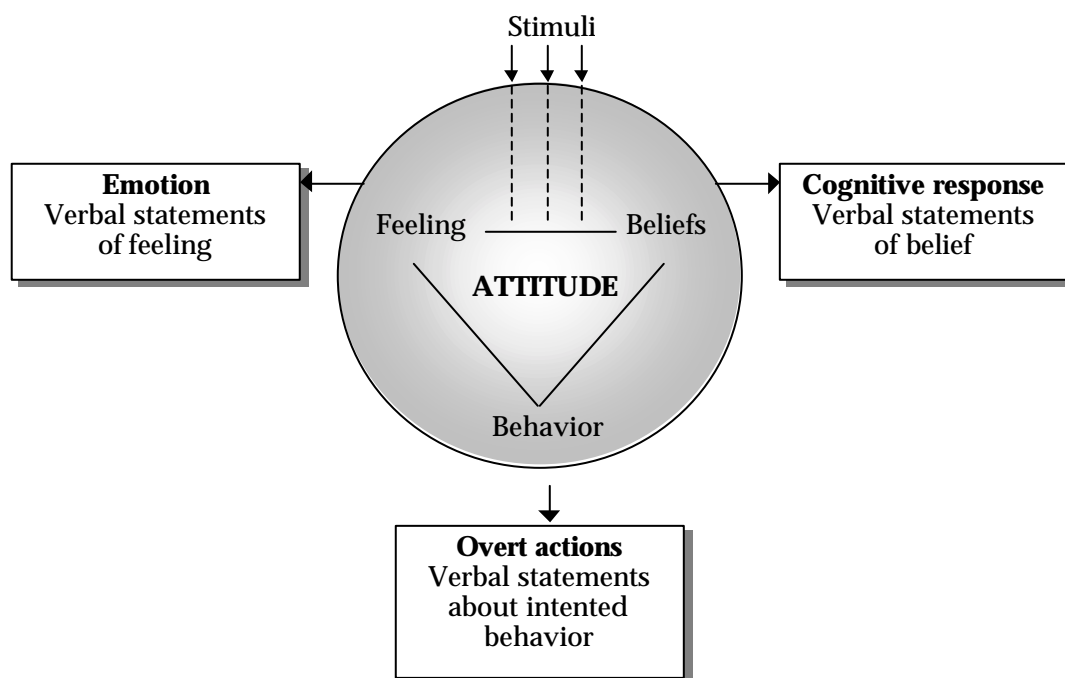 Stimuli
Emotion
Verbal statements
of feeling
Cognitive response
Verbal statements
of belief
Feeling
Beliefs
ATTITUDE
Behavior
Overt actions
Verbal statements
about intented
behavior